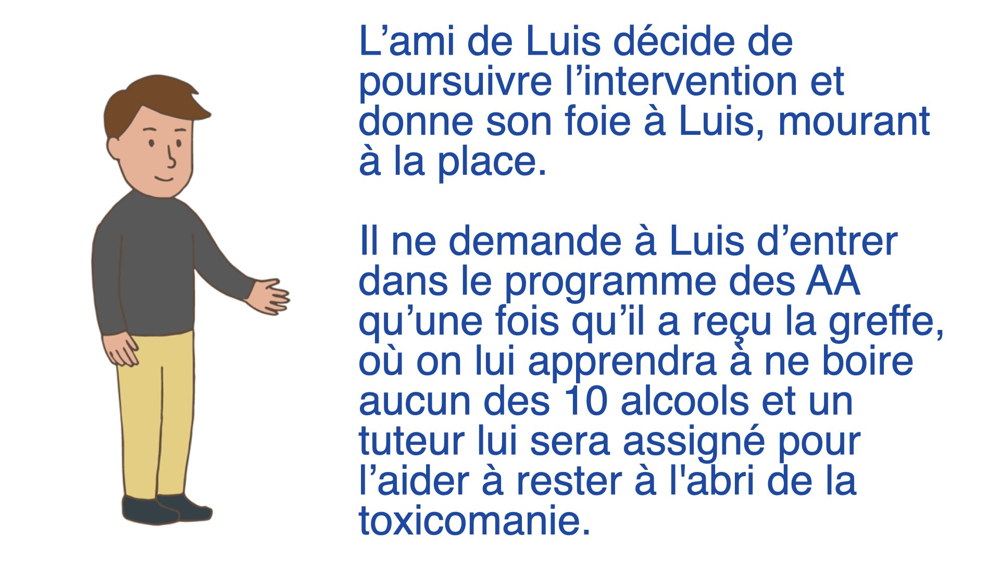 L’ami de Luis décide de
poursuivre l’intervention et
donne son foie à Luis, mourant
à la place.
Il ne demande à Luis d’entrer
dans le programme des AA
qu’une fois qu’il a reçu la greffe,
où on lui apprendra à ne boire
aucun des 10 alcools et un
tuteur lui sera assigné pour
l’aider à rester à l'abri de la
toxicomanie.